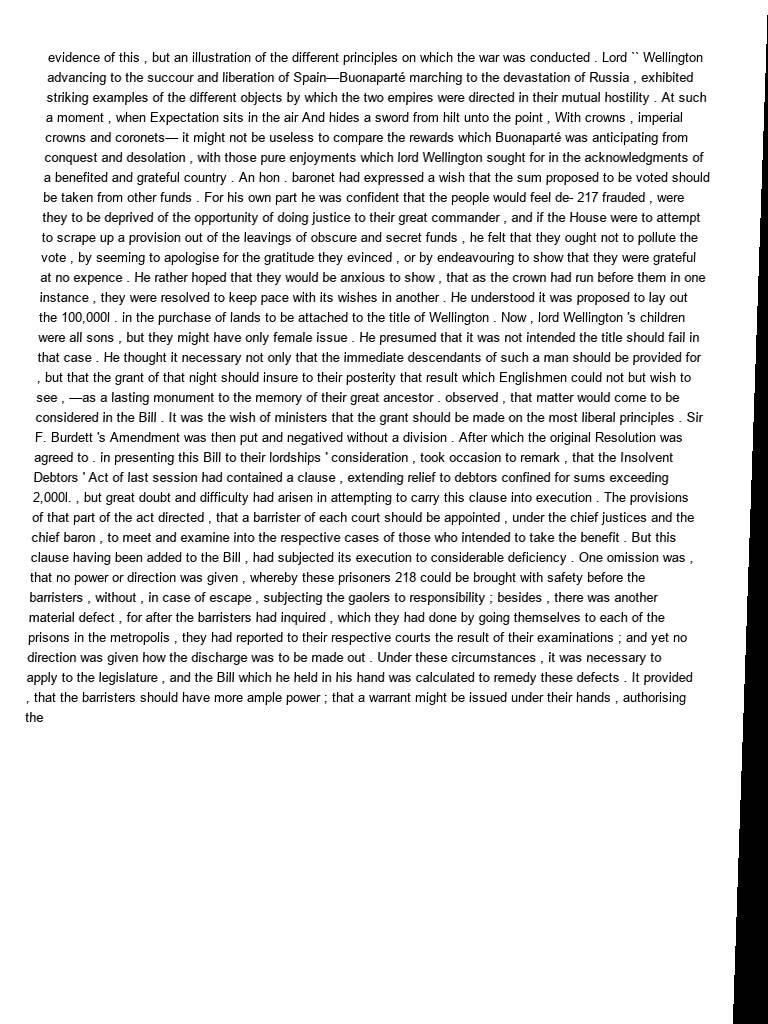 evidence of this , but an illustration of the different principles on which the war was conducted . Lord `` Wellington
advancing to the succour and liberation of Spain—Buonaparté marching to the devastation of Russia , exhibited
striking examples of the different objects by which the two empires were directed in their mutual hostility . At such
a moment , when Expectation sits in the air And hides a sword from hilt unto the point , With crowns , imperial
crowns and coronets— it might not be useless to compare the rewards which Buonaparté was anticipating from
conquest and desolation , with those pure enjoyments which lord Wellington sought for in the acknowledgments of
a benefited and grateful country . An hon . baronet had expressed a wish that the sum proposed to be voted should
be taken from other funds . For his own part he was confident that the people would feel de- 217 frauded , were
they to be deprived of the opportunity of doing justice to their great commander , and if the House were to attempt
to scrape up a provision out of the leavings of obscure and secret funds , he felt that they ought not to pollute the
vote , by seeming to apologise for the gratitude they evinced , or by endeavouring to show that they were grateful
at no expence . He rather hoped that they would be anxious to show , that as the crown had run before them in one
instance , they were resolved to keep pace with its wishes in another . He understood it was proposed to lay out
the 100,000l . in the purchase of lands to be attached to the title of Wellington . Now , lord Wellington 's children
were all sons , but they might have only female issue . He presumed that it was not intended the title should fail in
that case . He thought it necessary not only that the immediate descendants of such a man should be provided for
, but that the grant of that night should insure to their posterity that result which Englishmen could not but wish to
see , —as a lasting monument to the memory of their great ancestor . observed , that matter would come to be
considered in the Bill . It was the wish of ministers that the grant should be made on the most liberal principles . Sir
F. Burdett 's Amendment was then put and negatived without a division . After which the original Resolution was
agreed to . in presenting this Bill to their lordships ' consideration , took occasion to remark , that the Insolvent
Debtors ' Act of last session had contained a clause , extending relief to debtors confined for sums exceeding
2,000l. , but great doubt and difficulty had arisen in attempting to carry this clause into execution . The provisions
of that part of the act directed , that a barrister of each court should be appointed , under the chief justices and the
chief baron , to meet and examine into the respective cases of those who intended to take the benefit . But this
clause having been added to the Bill , had subjected its execution to considerable deficiency . One omission was ,
that no power or direction was given , whereby these prisoners 218 could be brought with safety before the
barristers , without , in case of escape , subjecting the gaolers to responsibility ; besides , there was another
material defect , for after the barristers had inquired , which they had done by going themselves to each of the
prisons in the metropolis , they had reported to their respective courts the result of their examinations ; and yet no
direction was given how the discharge was to be made out . Under these circumstances , it was necessary to
apply to the legislature , and the Bill which he held in his hand was calculated to remedy these defects . It provided
, that the barristers should have more ample power ; that a warrant might be issued under their hands , authorising
the